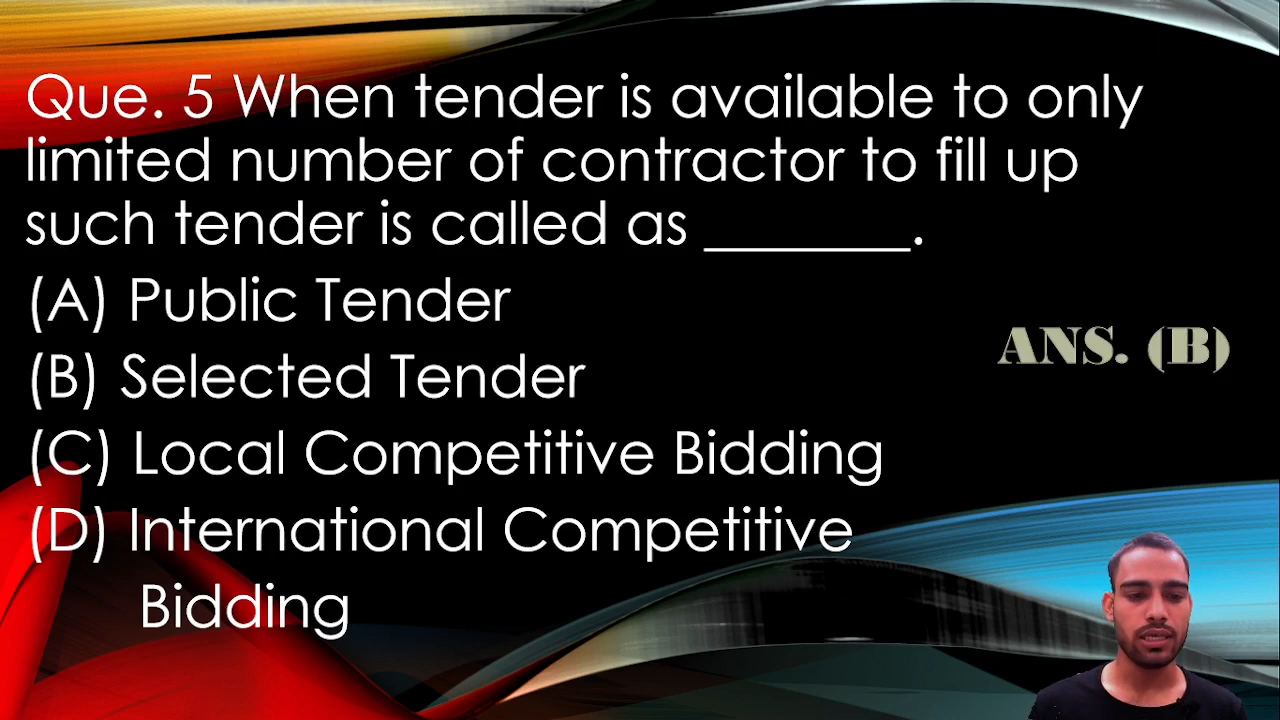 Que. 5 When tender is available to only
limited number of contractor to fill up
such tender is called as _______.
(A) Public Tender
(B) Selected Tender
ANS. (B)
(C) Local Competitive Bidding
(D) International Competitive
Bidding